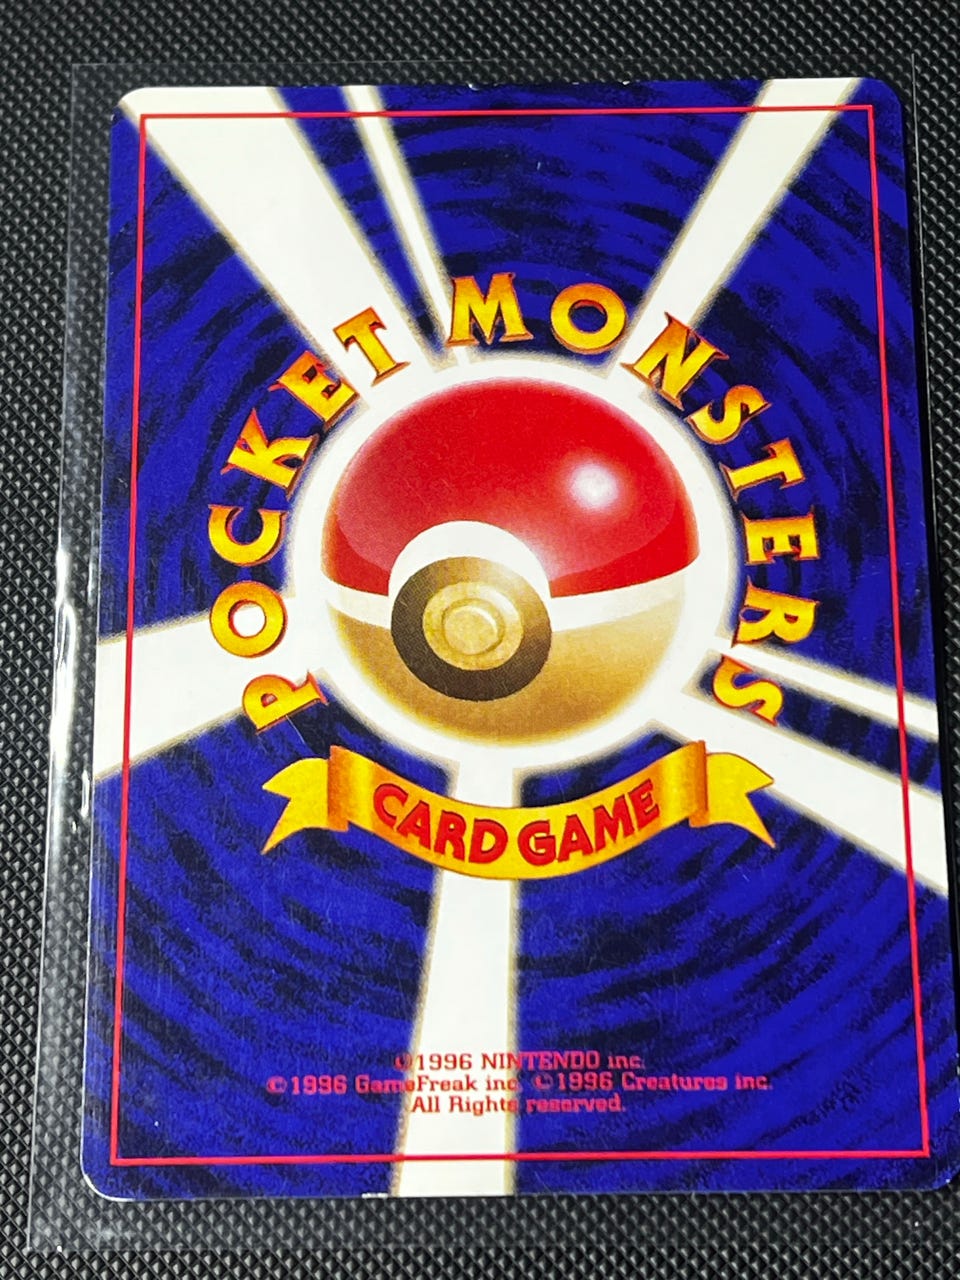 POCKET MONSTERS
CARD GAME
©1996 NINTENDO inc.
©1996 GameFreak inc. ©1996 Creatures inc.
All Rights reserved.